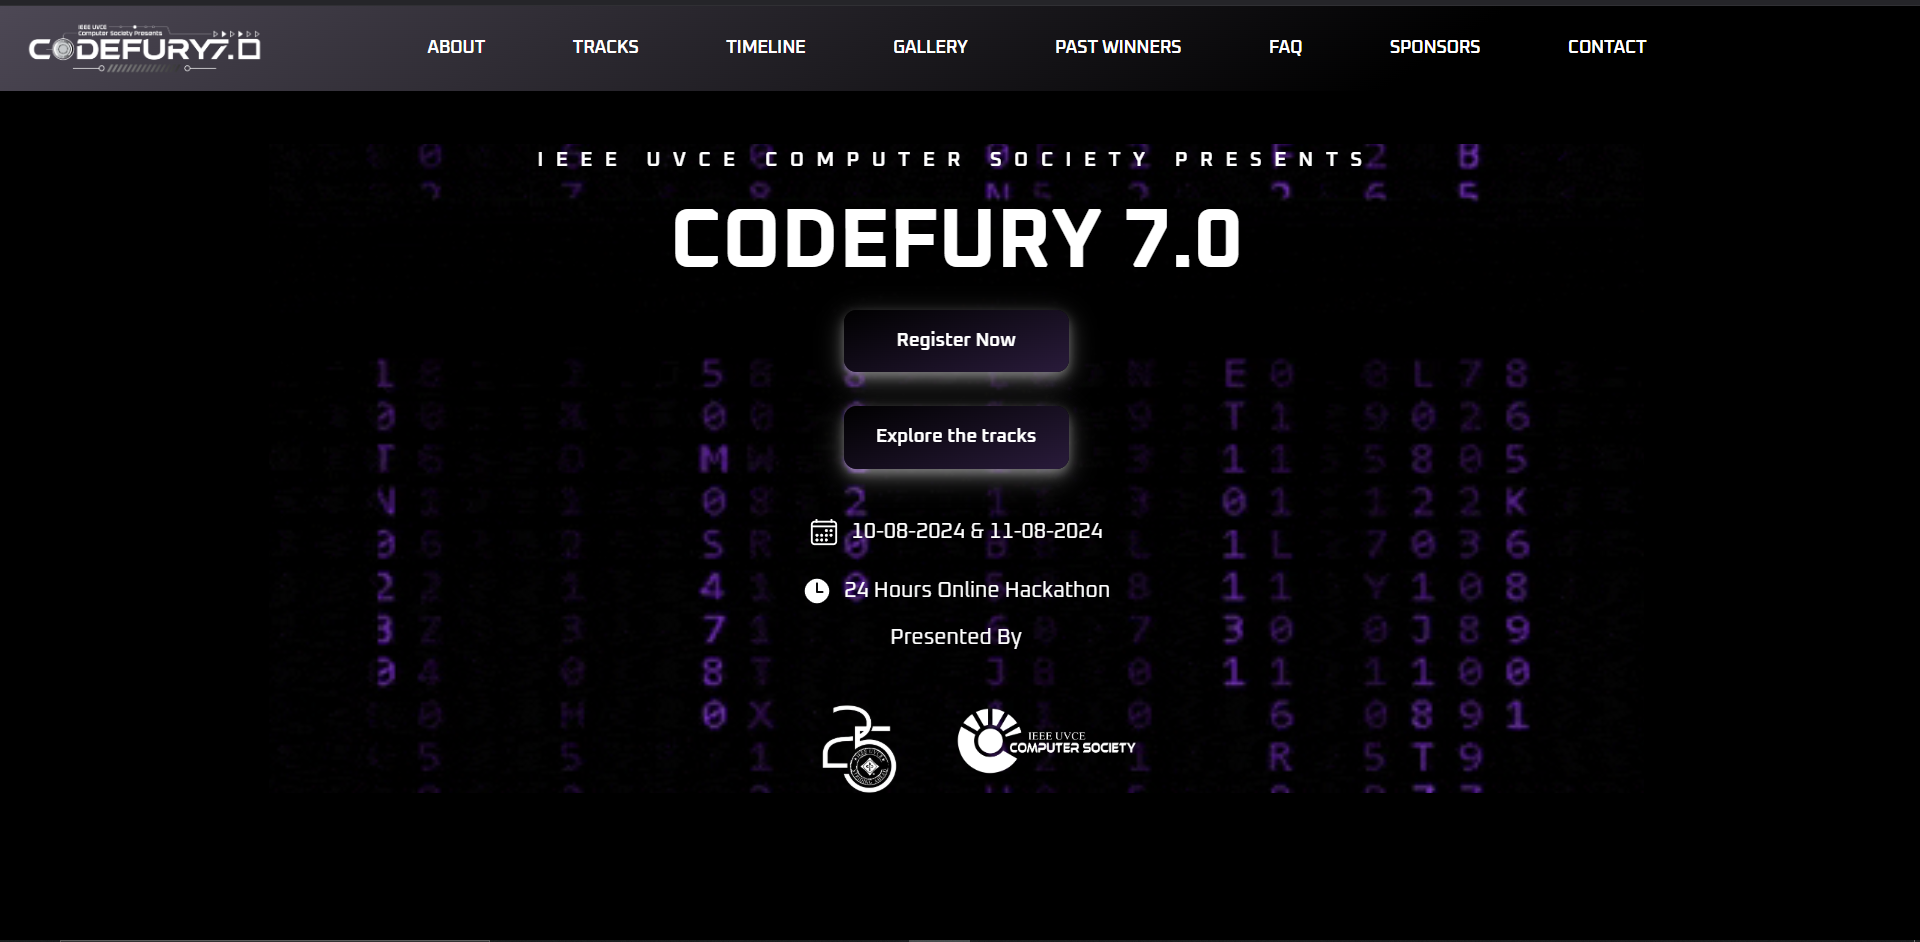 IEEE UVCE
Computer Society Presents
CODEFURY7.0
ABOUT TRACKS TIMELINE GALLERY PAST WINNERS FAQ SPONSORS CONTACT
IEEE UVCE COMPUTER SOCIETY PRESENTS
CODEFURY 7.0
Register Now
Explore the tracks
10-08-2024 & 11-08-2024
24 Hours Online Hackathon
Presented By
25
IEEE UVCE
COMPUTER SOCIETY